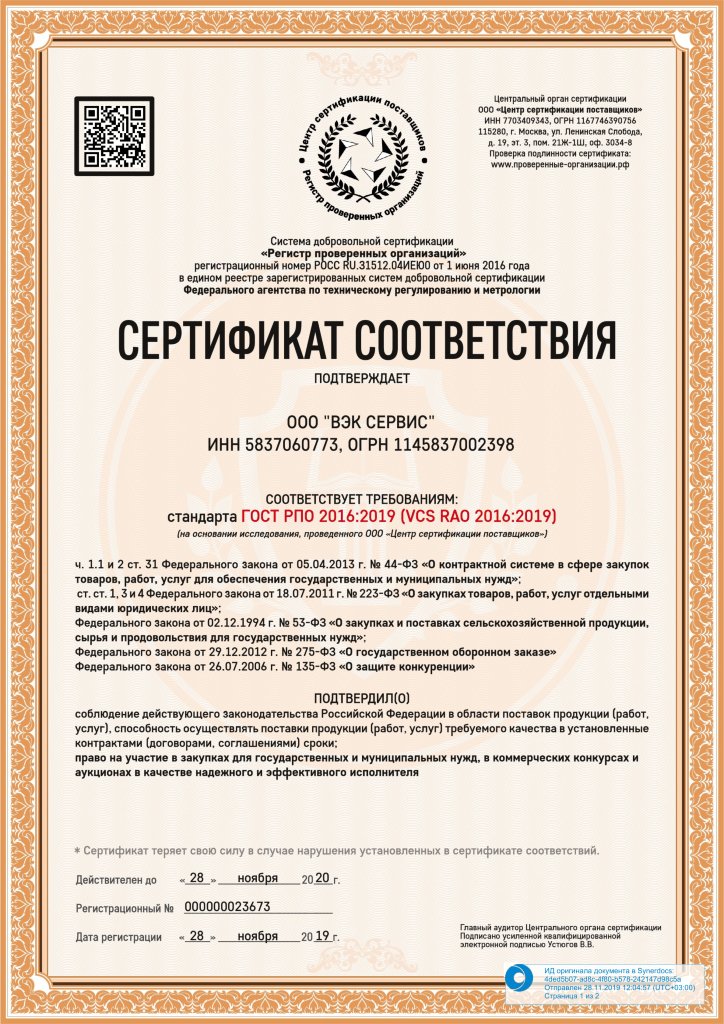 Центр сертификации поставщиков
Регистр проверенных организаций
Центральный орган сертификации
ООО «Центр сертификации поставщиков»
ИНН 7703409343, ОГРН 1167746390756
115280, г. Москва, ул. Ленинская Слобода,
д. 19, эт. 3, пом. 21Ж-1Ш, оф. 3034-8
Проверка подлинности сертификата:
www.проверенные-организации.рф
Система добровольной сертификации
«Регистр проверенных организаций»
регистрационный номер РОСС RU.31512.04ИЕЮ0 от 1 июня 2016 года
в едином реестре зарегистрированных систем добровольной сертификации
Федерального агентства по техническому регулированию и метрологии
СЕРТИФИКАТ СООТВЕТСТВИЯ
ПОДТВЕРЖДАЕТ
ООО "ВЭК СЕРВИС"
ИНН 5837060773, ОГРН 1145837002398
СООТВЕТСТВУЕТ ТРЕБОВАНИЯМ:
стандарта ГОСТ РПО 2016:2019 (VCS RAO 2016:2019)
(на основании исследования, проведенного ООО «Центр сертификации поставщиков»)
ч. 1.1 и 2 ст. 31 Федерального закона от 05.04.2013 г. № 44-ФЗ «О контрактной системе в сфере закупок
товаров, работ, услуг для обеспечения государственных и муниципальных нужд»;
ст. ст. 1, 3 и 4 Федерального закона от 18.07.2011 г. № 223-ФЗ «О закупках товаров, работ, услуг отдельными
видами юридических лиц»;
Федерального закона от 02.12.1994 г. № 53-ФЗ «О закупках и поставках сельскохозяйственной продукции,
сырья и продовольствия для государственных нужд»;
Федерального закона от 29.12.2012 г. № 275-ФЗ «О государственном оборонном заказе»
Федерального закона от 26.07.2006 г. № 135-ФЗ «О защите конкуренции»
ПОДТВЕРДИЛ(О)
соблюдение действующего законодательства Российской Федерации в области поставок продукции (работ,
услуг), способность осуществлять поставки продукции (работ, услуг) требуемого качества в установленные
контрактами (договорами, соглашениями) сроки;
право на участие в закупках для государственных и муниципальных нужд, в коммерческих конкурсах и
аукционах в качестве надежного и эффективного исполнителя
* Сертификат теряет свою силу в случае нарушения установленных в сертификате соответствий.
Действителен до « 28 » ноября 20 20 г.
Регистрационный № 000000023673
Дата регистрации « 28 » ноября 20 19 г.
Главный аудитор Центрального органа сертификации
Подписано усиленной квалифицированной
электронной подписью Устюгов В.В.
ИД оригинала документа в Synerdocs:
4ded5b07-ad8c-4f80-b578-242147d98c5a
Отправлен 28.11.2019 12:04:57 (UTC+03:00)
Страница 1 из 2